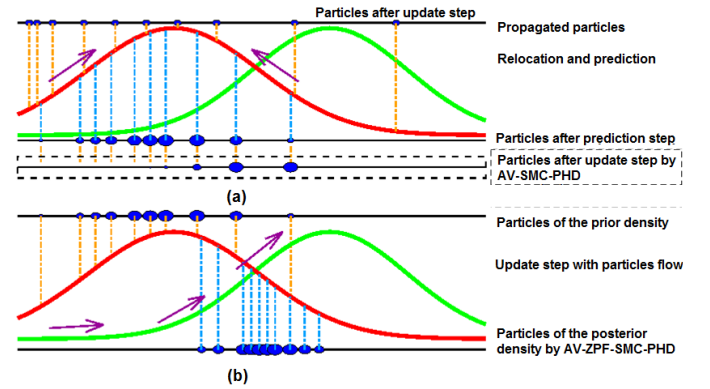 Particles after update step
Propagated particles
Relocation and prediction
Particles after prediction step
Particles after update step by
AV-SMC-PHD
(a)
Particles of the prior density
Update step with particles flow
Particles of the posterior
density by AV-ZPF-SMC-PHD
(b)